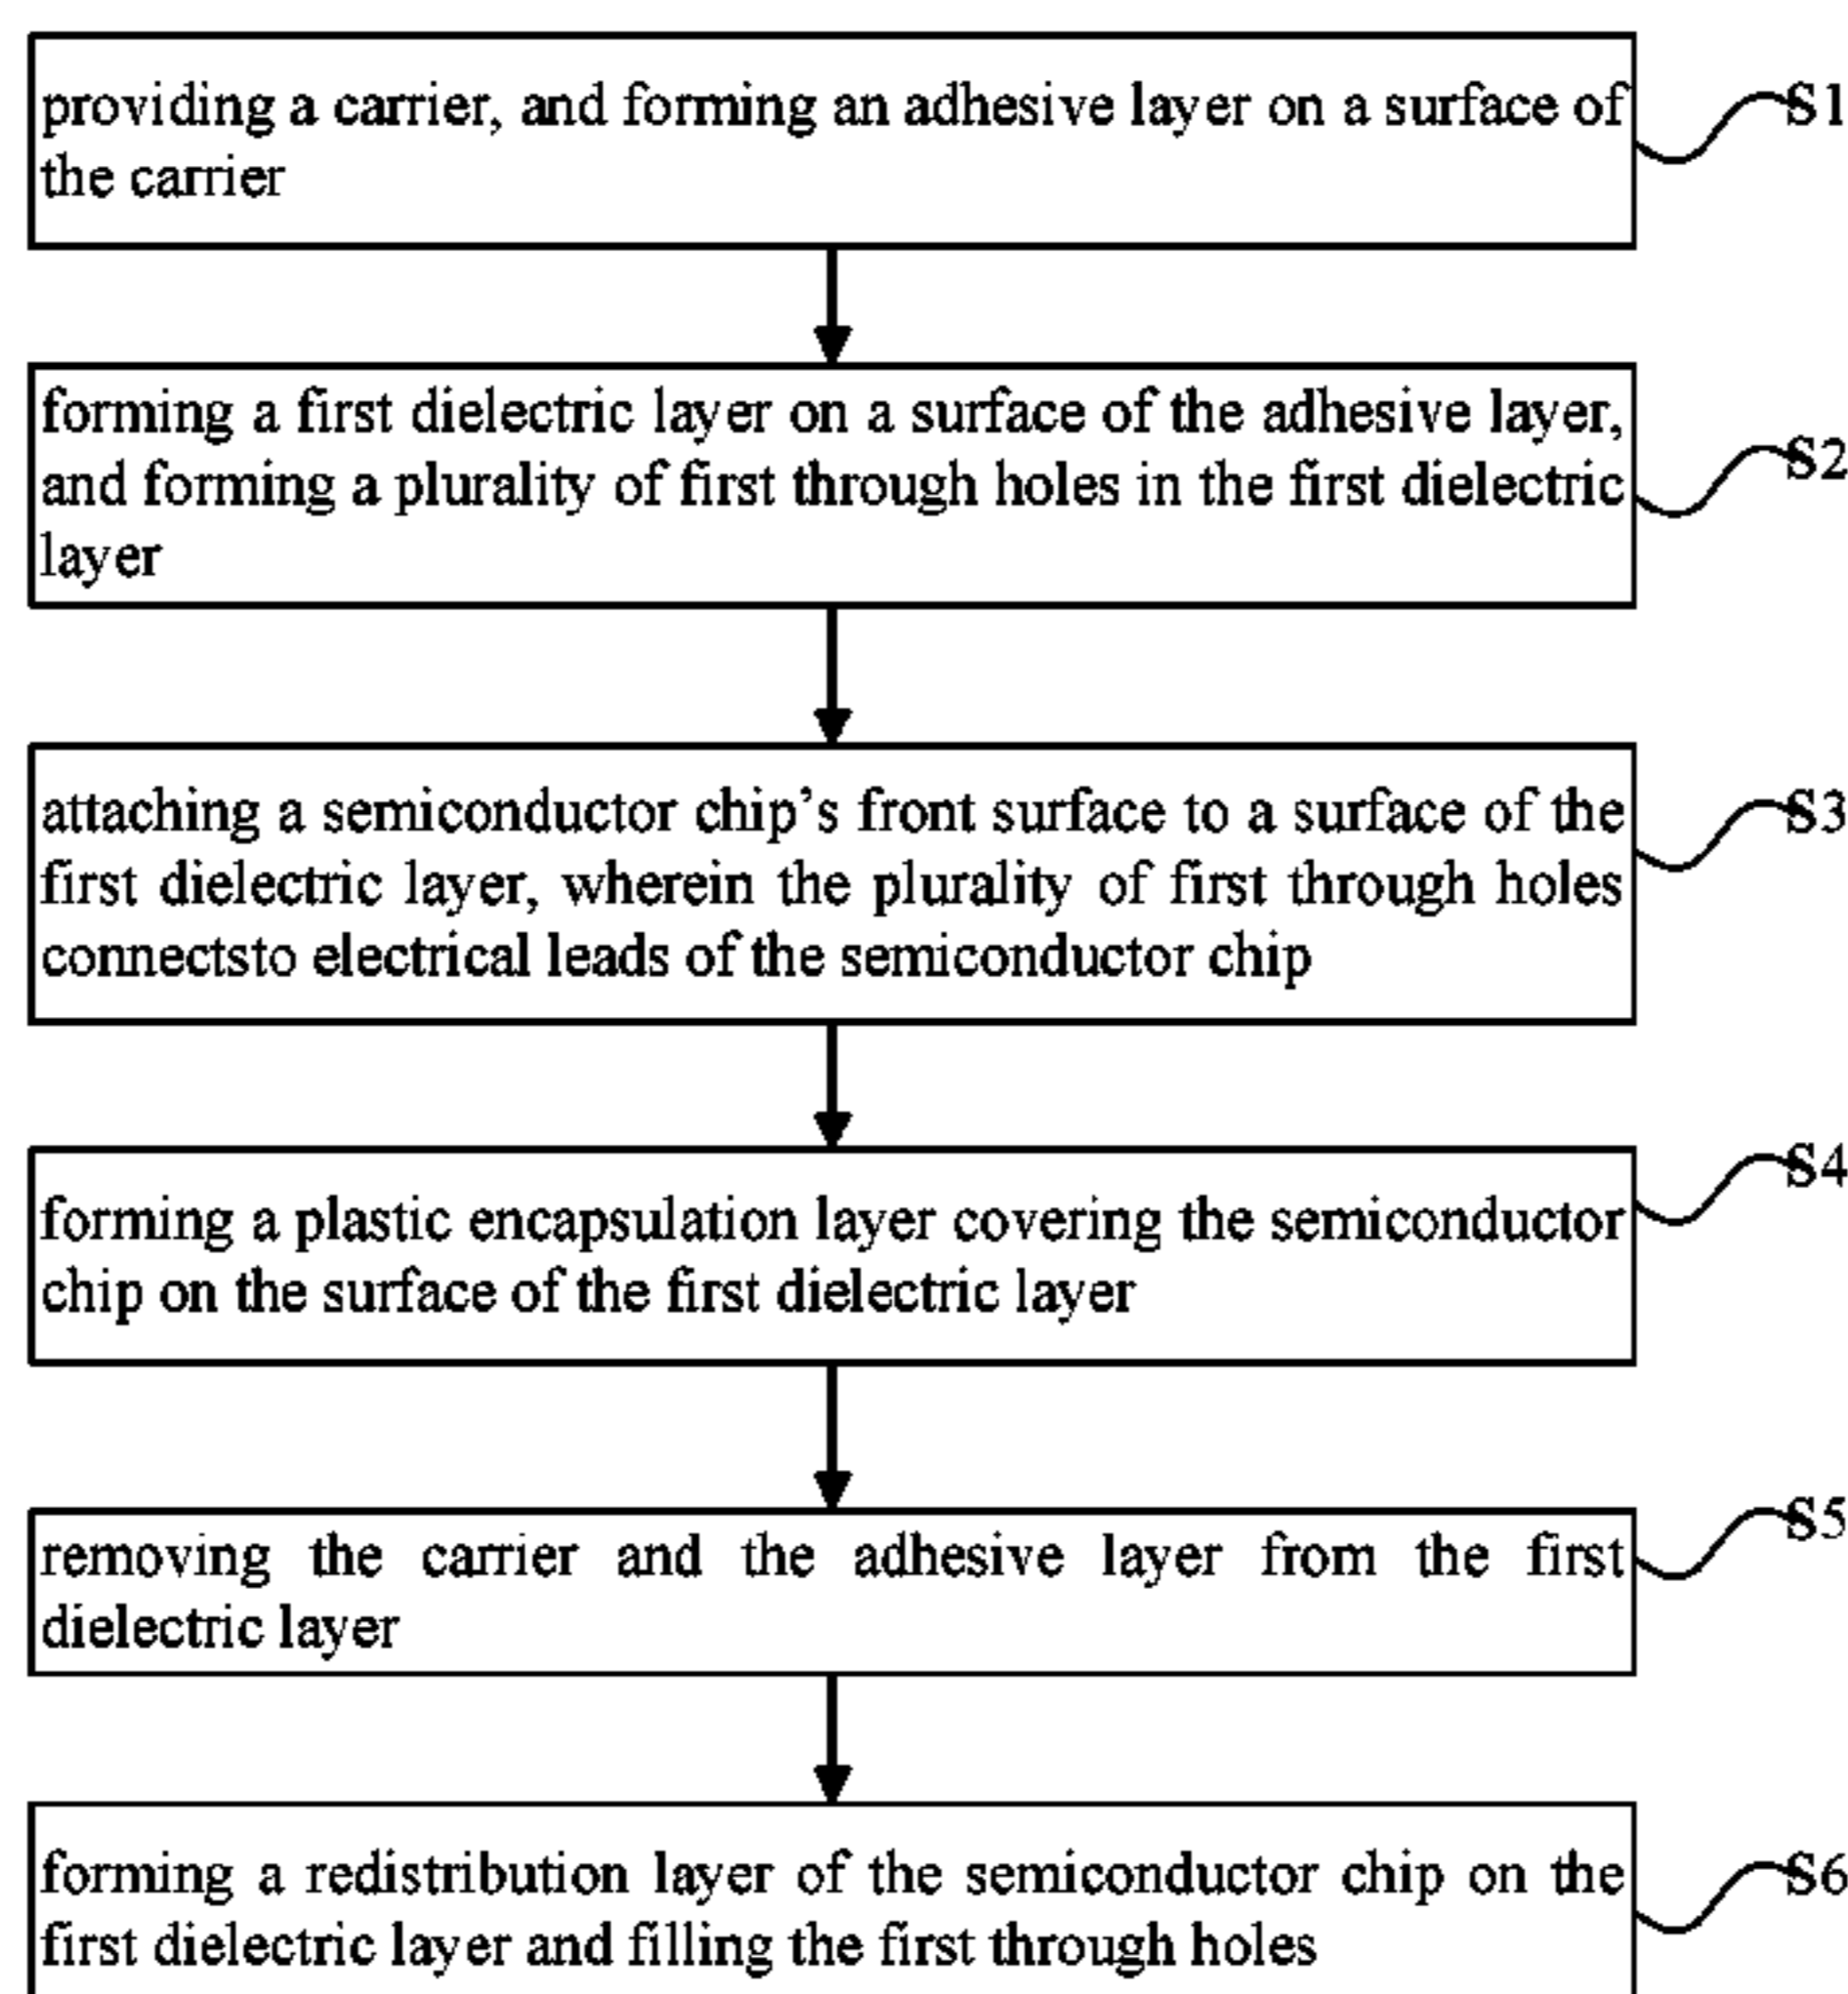 providing a carrier, and forming an adhesive layer on a surface of
the carrier
S1
forming a first dielectric layer on a surface of the adhesive layer,
and forming a plurality of first through holes in the first dielectric
layer
S2
attaching a semiconductor chip’s front surface to a surface of the
first dielectric layer, wherein the plurality of first through holes
connectsto electrical leads of the semiconductor chip
S3
forming a plastic encapsulation layer covering the semiconductor
chip on the surface of the first dielectric layer
S4
removing the carrier and the adhesive layer from the first
dielectric layer
S5
forming a redistribution layer of the semiconductor chip on the
first dielectric layer and filling the first through holes
S6